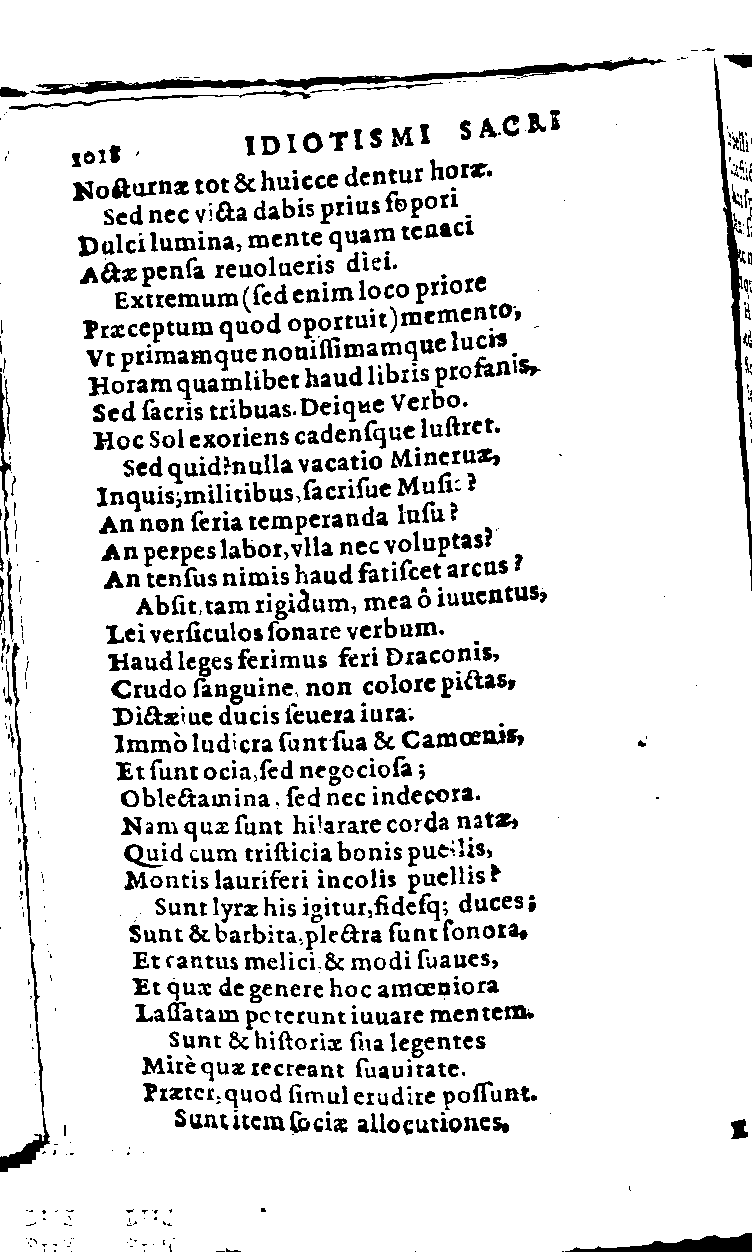 1018 IDIOTISMI SACRI
Nocturnæ tot & huicce dentur horæ.
Sed nec victa dabis prius ſopori
Dulci lumina, mente quam tenaci
Actæ penſa reuolueris diei.
Extremum (ſed enim loco priore
Præceptum quod oportuit) memento,
Vt primamque nouiſſimamque lucis
Horam quamlibet haud libris profanis,
Sed ſacris tribuas. Deique Verbo.
Hoc Sol exoriens cadenſque luſtret.
Sed quid? nulla vacatio Mineruæ,
Inquis; militibus, ſacriſue
An non ſeria temperanda luſu?
An perpes labor, vlla nec voluptas?
An tenſus nimis haud fatiſcet arcus?
Abſit, tam rigidum, mea ô iuuentus,
Lei verſiculos ſonare verbum.
Haud leges ferimus feri Draconis,
Crudo ſanguine, non colore pictas,
Dictæiue ducis ſeuera iura.
Immò ludicra ſunt ſua & Camœnis,
Et ſunt ocia, ſed negocioſa;
Oblectamina, ſed nec indecora.
Nam quæ ſunt hilarare corda natæ,
Quid cum triſticia bonis puellis,
Montis lauriferi incolis puellis?
Sunt lyræ his igitur, fideſq; duces;
Sunt & barbita, plectra ſunt ſonora,
Et cantus melici, & modi ſuaues,
Et quæ de genere hoc amœniora
Laſſatam poterunt iuuare mentem.
Sunt & hiſtoriæ ſua legentes
Mirè quæ recreant ſuauitate.
Præter, quod ſimul erudire poſſunt.
Sunt item ſociæ allocutiones,